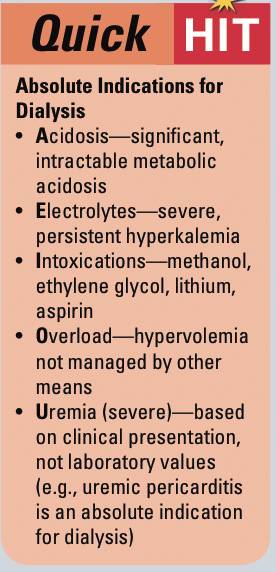 Quick HIT
Absolute Indications for
Dialysis
• Acidosis—significant,
intractable metabolic
acidosis
• Electrolytes—severe,
persistent hyperkalemia
• Intoxications—methanol,
ethylene glycol, lithium,
aspirin
• Overload—hypervolemia
not managed by other
means
• Uremia (severe)—based
on clinical presentation,
not laboratory values
(e.g., uremic pericarditis
is an absolute indication
for dialysis)